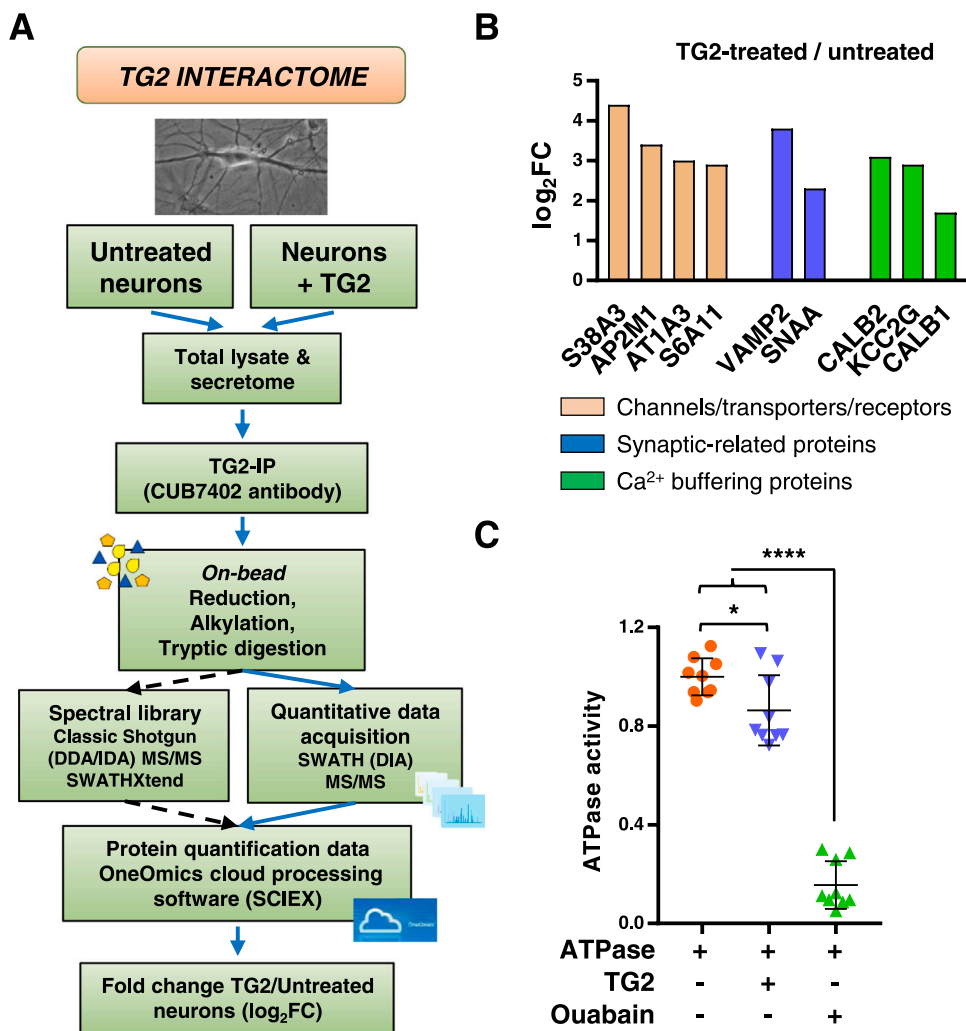 A
TG2 INTERACTOME
Untreated
neurons
Neurons
+ TG2
Total lysate &
secretome
TG2-IP
(CUB7402 antibody)
On-bead
Reduction,
Alkylation,
Tryptic digestion
Spectral library
Classic Shotgun
(DDA/IDA) MS/MS
SWATHXtend
Quantitative data
acquisition
SWATH (DIA)
MS/MS
Protein quantification data
OneOmics cloud processing
software (SCIEX)
OneOmics
Fold change TG2/Untreated
neurons (log₂FC)
B
TG2-treated / untreated
log₂FC
5
4
3
2
1
0
S38A3
AP2M1
AT1A3
S6A11
VAMP2
SNAA
CALB2
KCC2G
CALB1
Channels/transporters/receptors
Synaptic-related proteins
Ca²⁺ buffering proteins
C
****
*
ATPase activity
1.2
0.8
0.4
0.0
ATPase + + +
TG2 - + -
Ouabain - - +